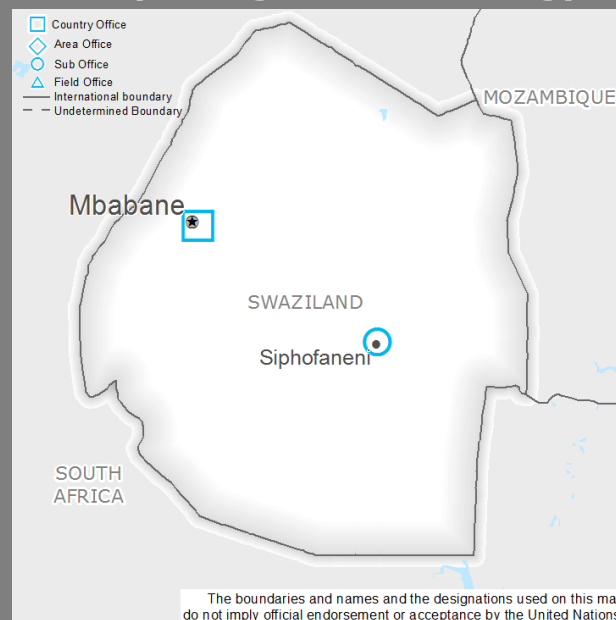 Country Office
Area Office
Sub Office
Field Office
International boundary
Undetermined Boundary
MOZAMBIQUE
Mbabane
SWAZILAND
Siphofaneni
SOUTH
AFRICA
The boundaries and names and the designations used on this ma
do not imply official endorsement or acceptance by the United Nations